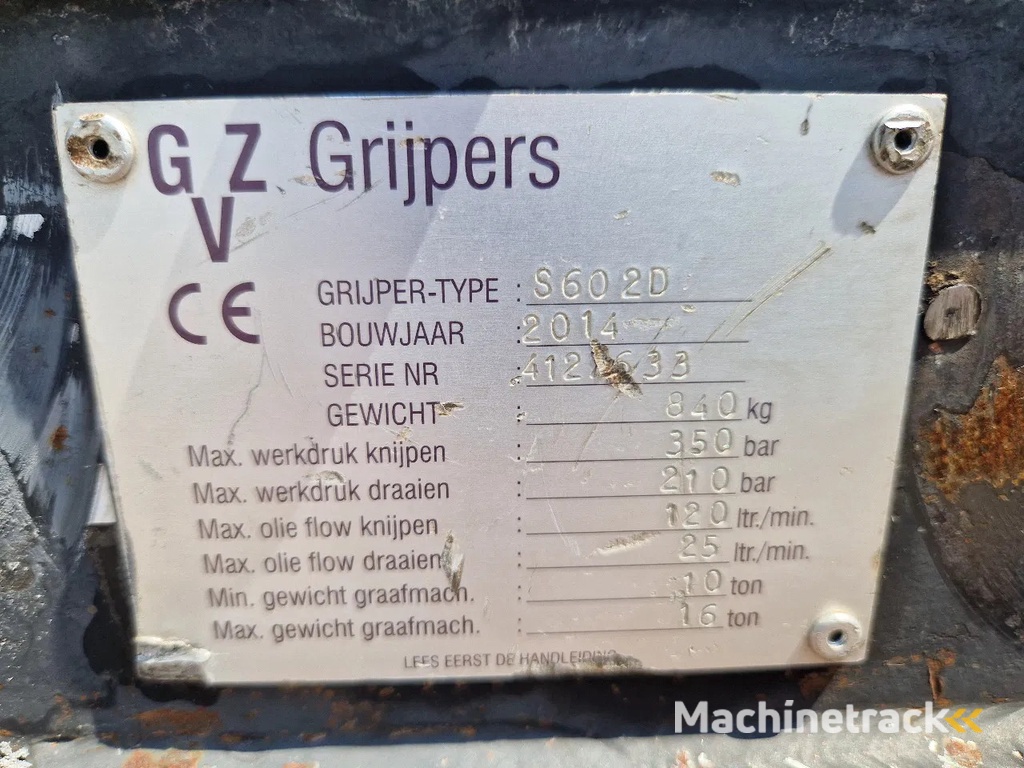 G Z Grijpers
V
CE
GRIJPER-TYPE : S602D
BOUWJAAR : 2014
SERIE NR :
GEWICHT : 840 kg
Max. werkdruk knijpen : 350 bar
Max. werkdruk draaien : 210 bar
Max. olie flow knijpen : 120 ltr./min.
Max. olie flow draaien : 25 ltr./min.
Min. gewicht graafmach. : 10 ton
Max. gewicht graafmach. : 16 ton
LEES EERST DE HANDLEIDING
Machinetrack